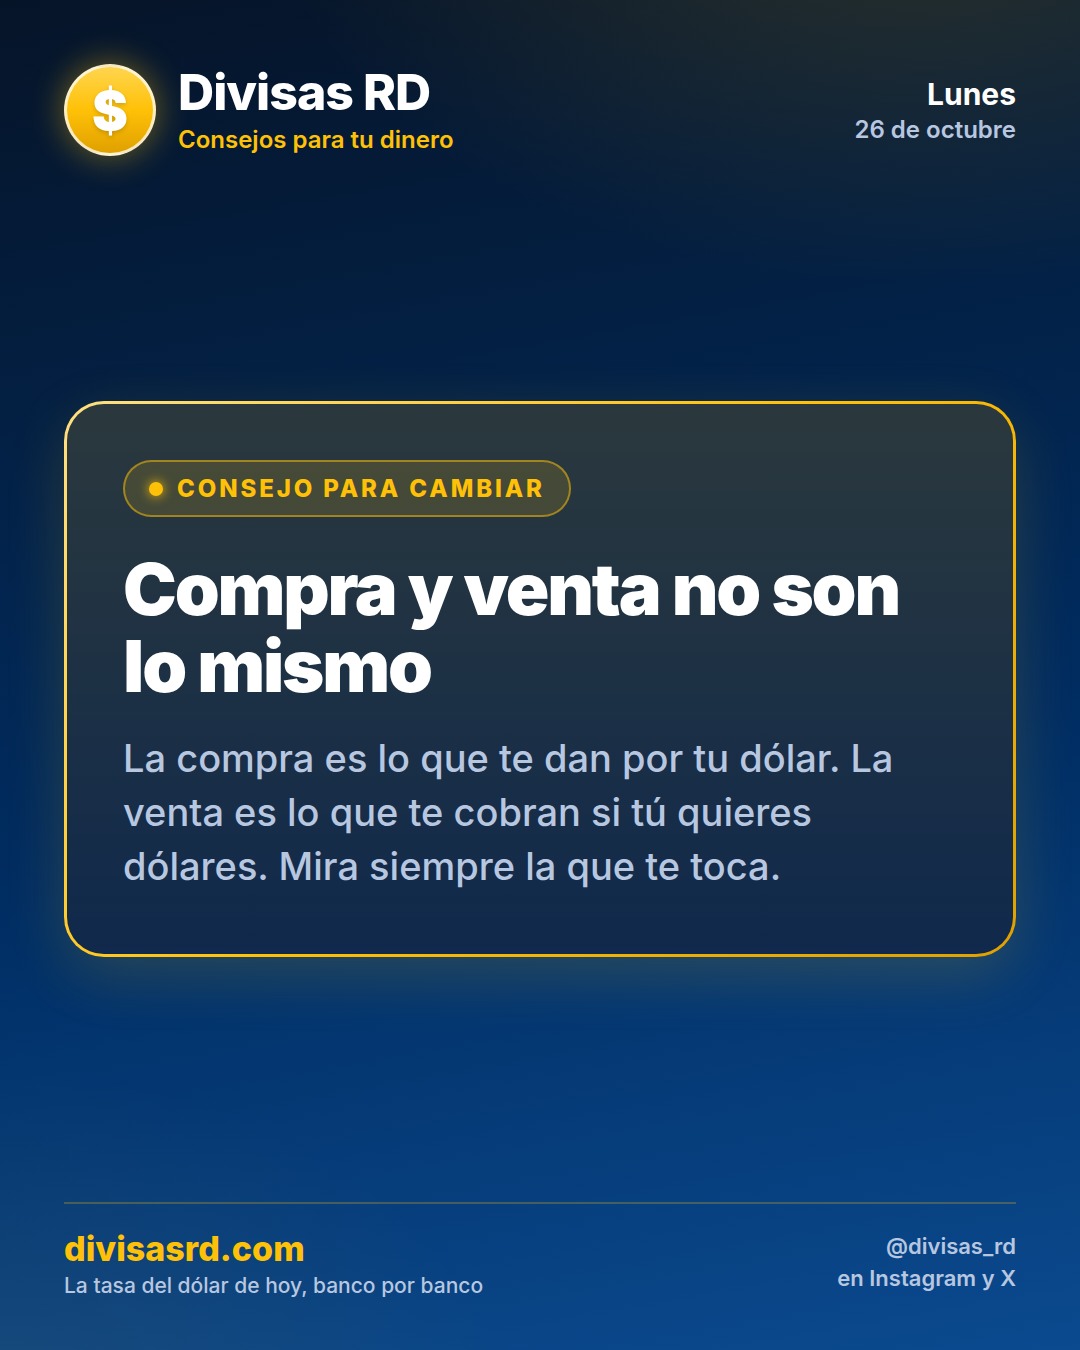 $
Divisas RD
Consejos para tu dinero
Lunes
26 de octubre
CONSEJO PARA CAMBIAR
Compra y venta no son
lo mismo
La compra es lo que te dan por tu dólar. La
venta es lo que te cobran si tú quieres
dólares. Mira siempre la que te toca.
divisasrd.com
La tasa del dólar de hoy, banco por banco
@divisas_rd
en Instagram y X